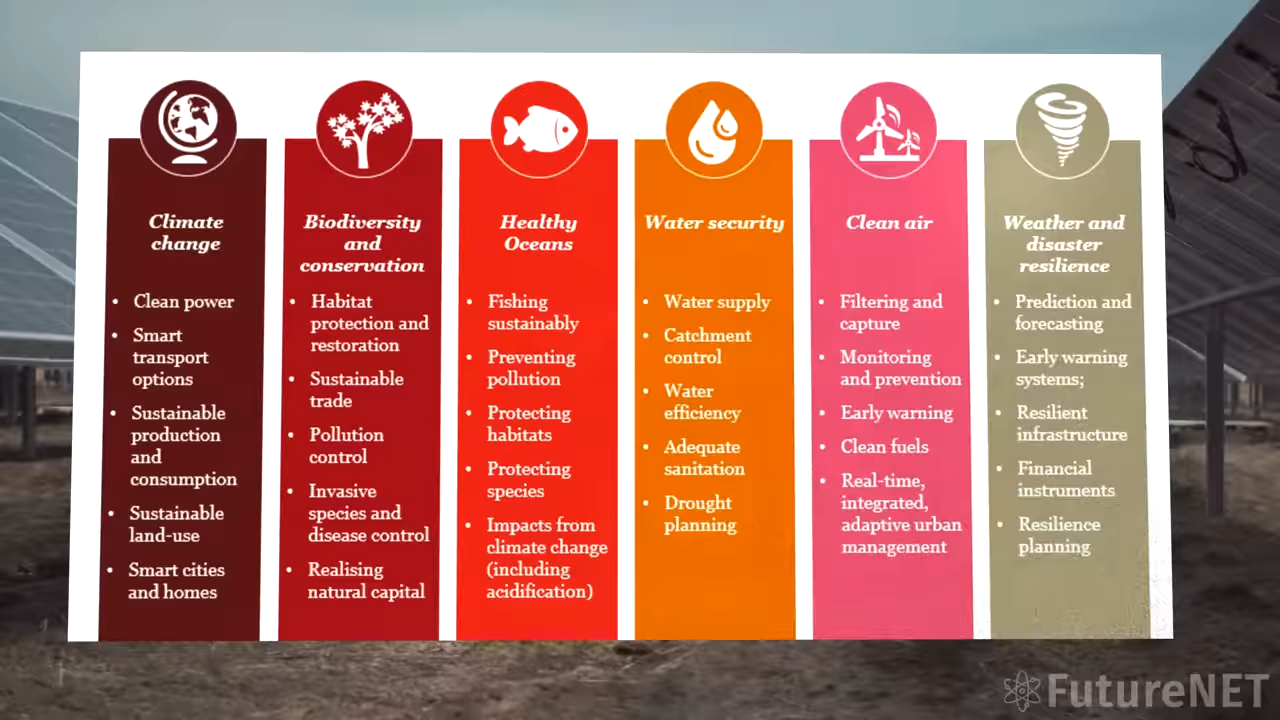 Climate
change
• Clean power
• Smart
transport
options
• Sustainable
production
and
consumption
• Sustainable
land-use
• Smart cities
and homes
Biodiversity
and
conservation
• Habitat
protection and
restoration
• Sustainable
trade
• Pollution
control
• Invasive
species and
disease control
• Realising
natural capital
Healthy
Oceans
• Fishing
sustainably
• Preventing
pollution
• Protecting
habitats
• Protecting
species
• Impacts from
climate change
(including
acidification)
Water security
• Water supply
• Catchment
control
• Water
efficiency
• Adequate
sanitation
• Drought
planning
Clean air
• Filtering and
capture
• Monitoring
and prevention
• Early warning
• Clean fuels
• Real-time,
integrated,
adaptive urban
management
Weather and
disaster
resilience
• Prediction and
forecasting
• Early warning
systems;
• Resilient
infrastructure
• Financial
instruments
• Resilience
planning
FutureNET